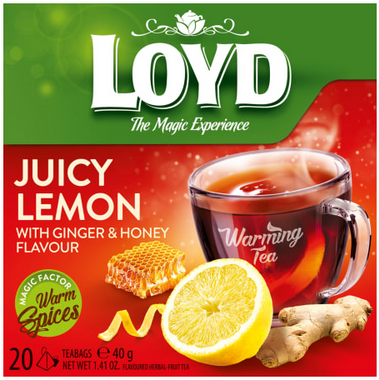 LOYD
The Magic Experience
JUICY
LEMON
WITH GINGER & HONEY
FLAVOUR
Warming
Tea
MAGIC FACTOR
Warm
Spices
20 TEABAGS ℮ 40 g
NET WT 1.41 OZ. FLAVOURED HERBAL-FRUIT TEA